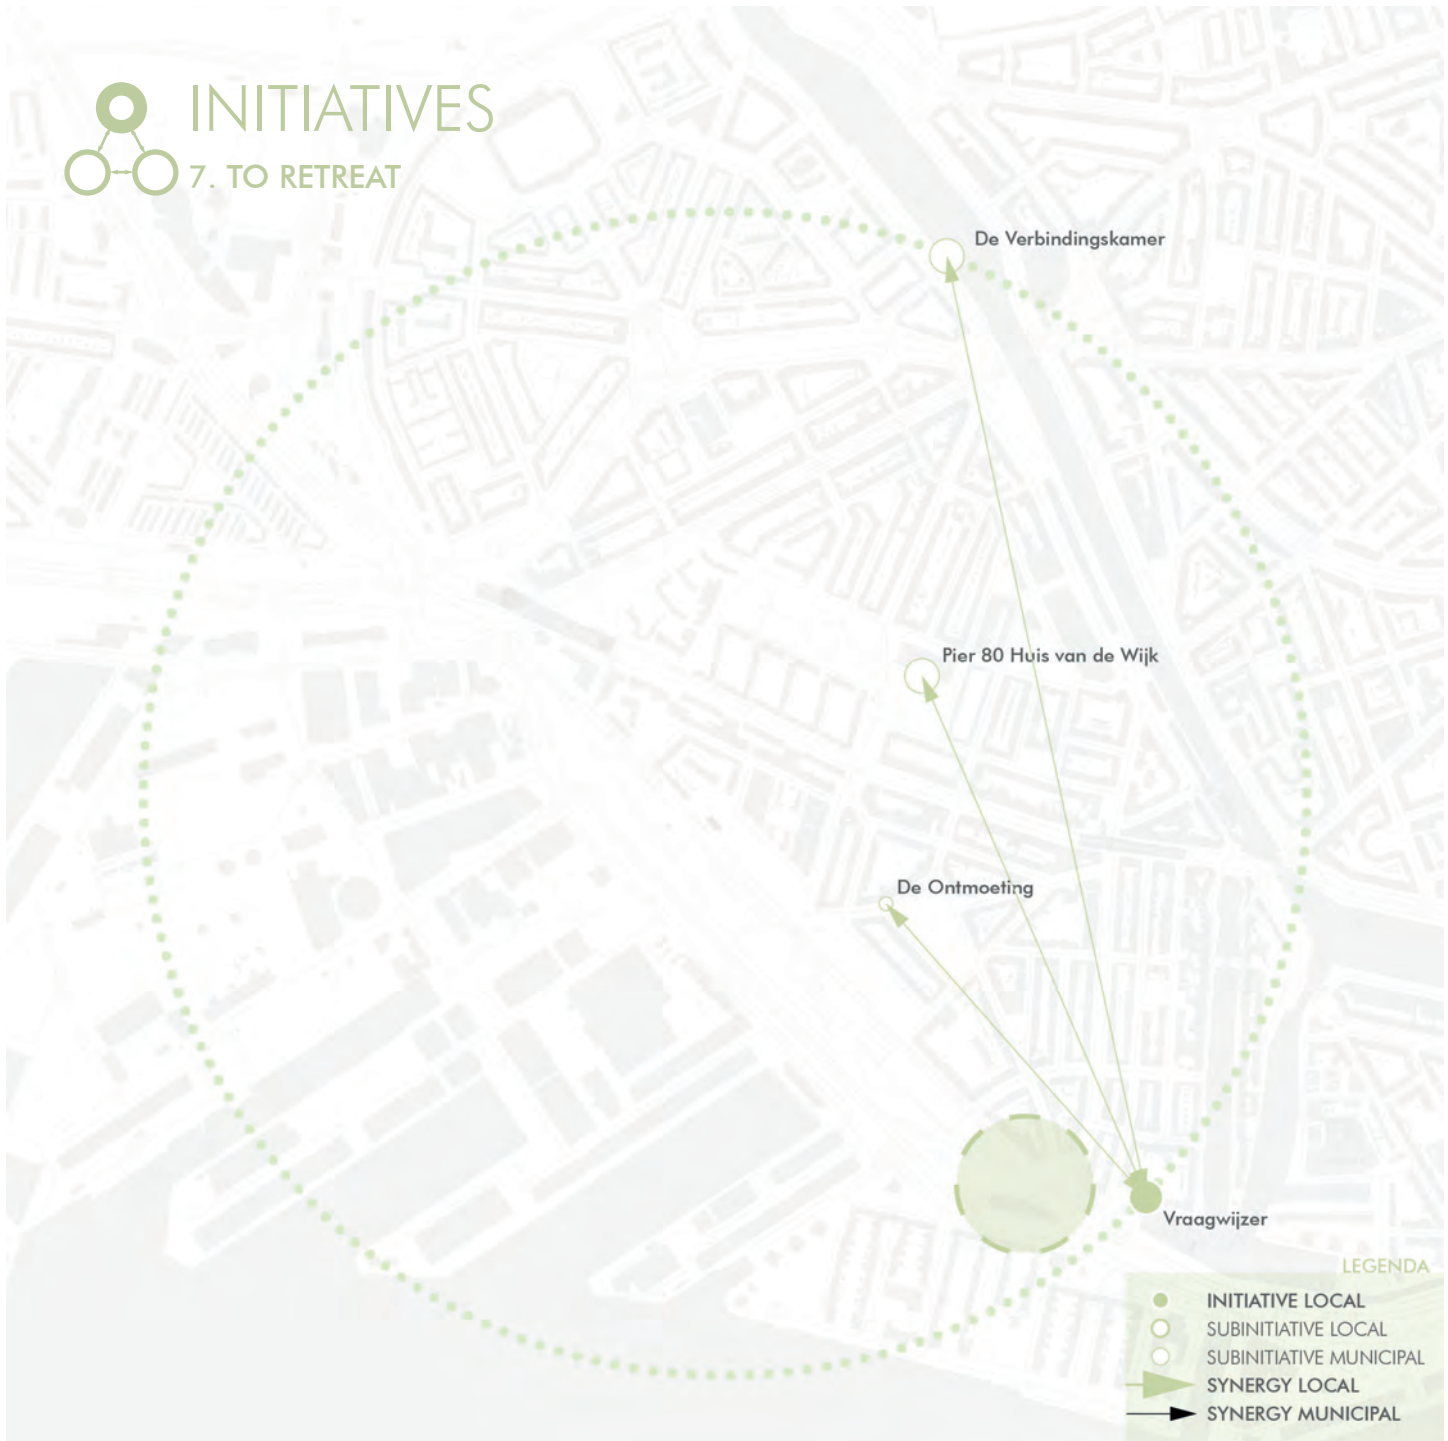 INITIATIVES
7. TO RETREAT
De Verbindingskamer
Pier 80 Huis van de Wijk
De Ontmoeting
Vraagwijzer
LEGENDA
INITIATIVE LOCAL
SUBINITIATIVE LOCAL
SUBINITIATIVE MUNICIPAL
SYNERGY LOCAL
SYNERGY MUNICIPAL